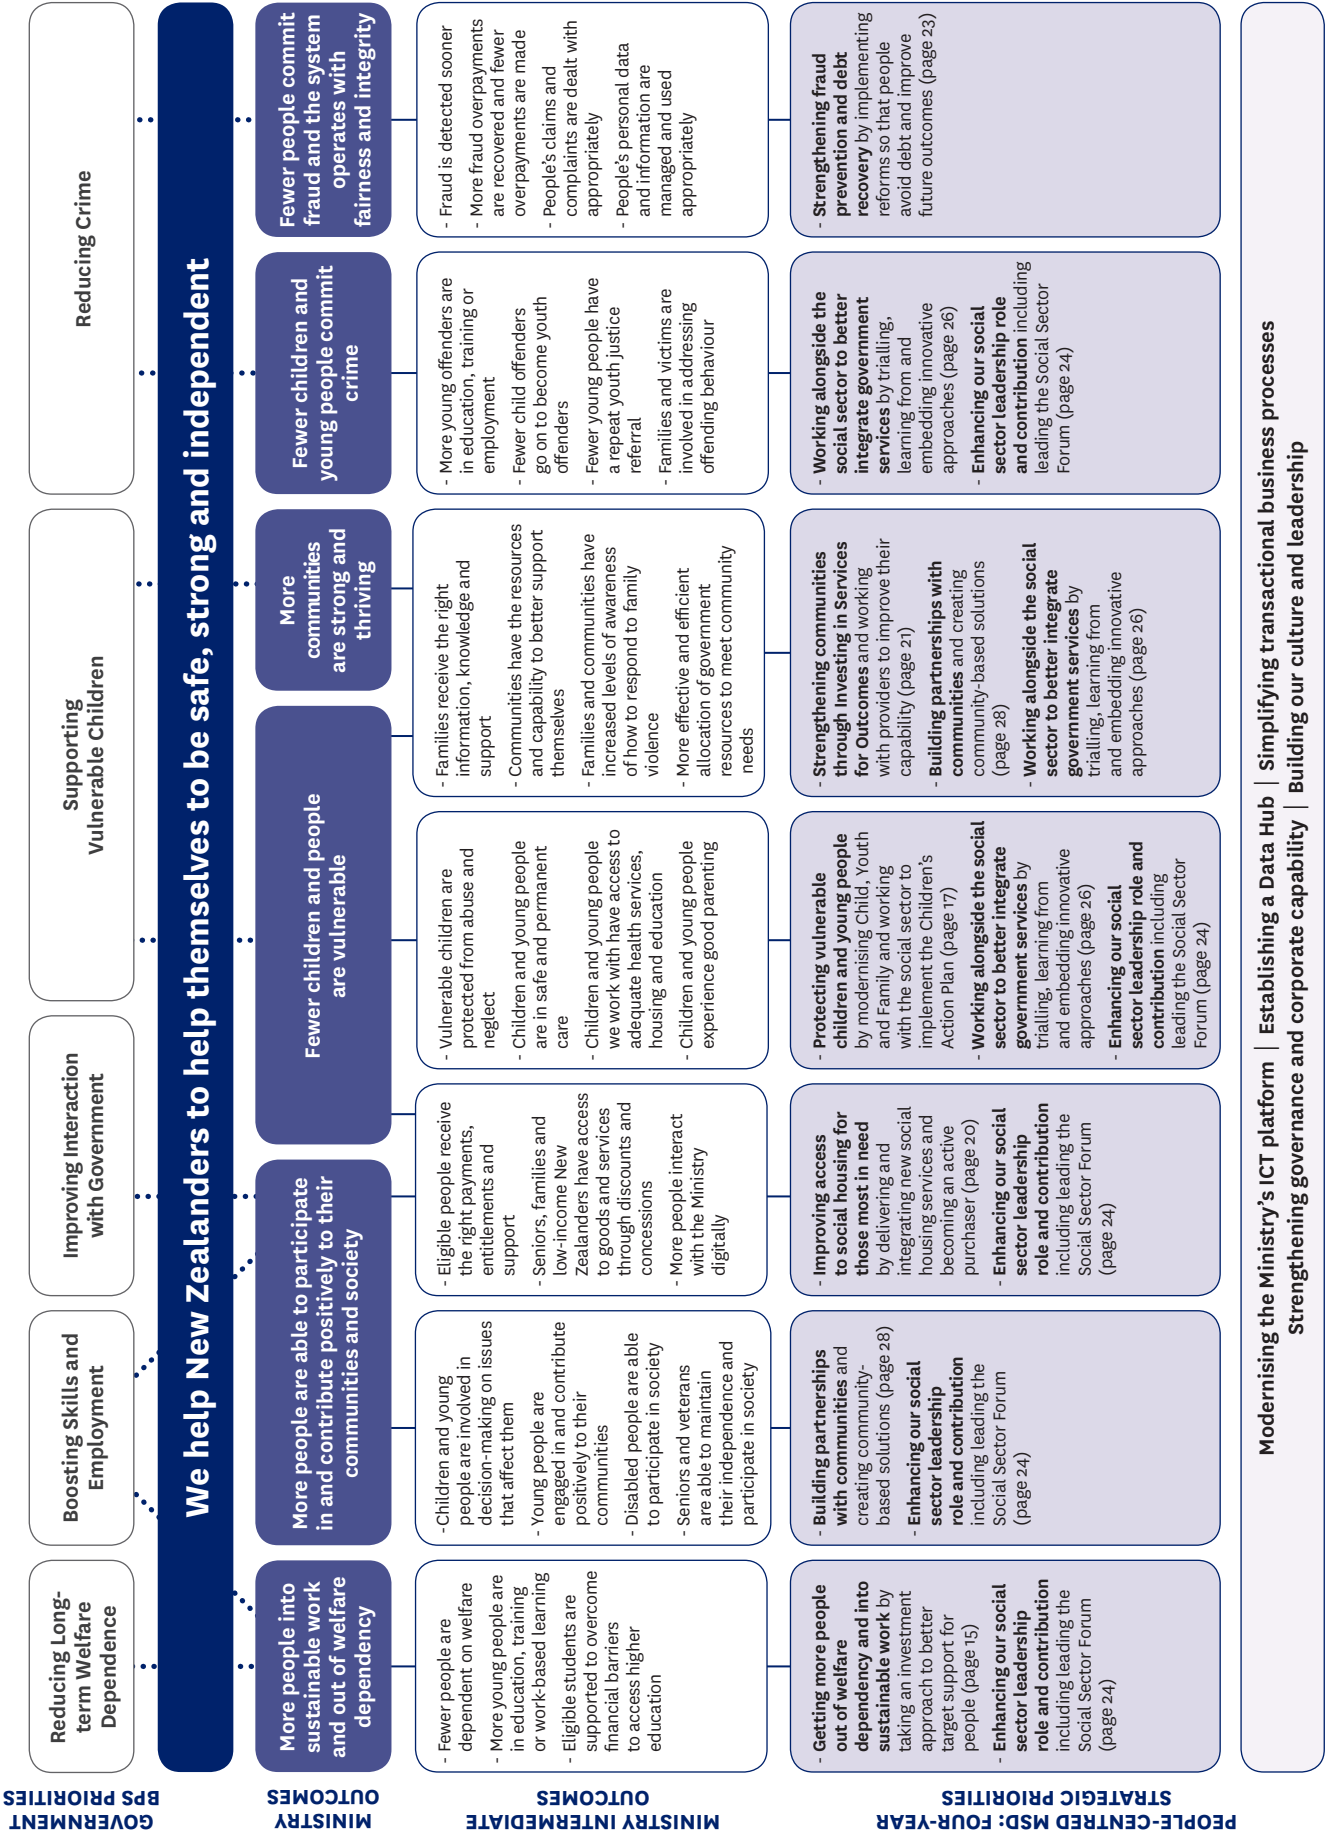 GOVERNMENT
BPS PRIORITIES
Reducing Long-
term Welfare
Dependence
Boosting Skills and
Employment
Improving Interaction
with Government
Supporting
Vulnerable Children
Reducing Crime
We help New Zealanders to help themselves to be safe, strong and independent
MINISTRY
OUTCOMES
More people into
sustainable work
and out of welfare
dependency
More people are able to participate
in and contribute positively to their
communities and society
Fewer children and people
are vulnerable
More
communities
are strong and
thriving
Fewer children and
young people commit
crime
Fewer people commit
fraud and the system
operates with
fairness and integrity
MINISTRY INTERMEDIATE
OUTCOMES
- Fewer people are
dependent on welfare
- More young people are
in education, training
or work-based learning
- Eligible students are
supported to overcome
financial barriers
to access higher
education
-Children and young
people are involved in
decision-making on issues
that affect them
- Young people are
engaged in and contribute
positively to their
communities
- Disabled people are able
to participate in society
- Seniors and veterans
are able to maintain
their independence and
participate in society
- Eligible people receive
the right payments,
entitlements and
support
- Seniors, families and
low-income New
Zealanders have access
to goods and services
through discounts and
concessions
- More people interact
with the Ministry
digitally
- Vulnerable children are
protected from abuse and
neglect
- Children and young people
are in safe and permanent
care
- Children and young people
we work with have access to
adequate health services,
housing and education
- Children and young people
experience good parenting
- Families receive the right
information, knowledge and
support
- Communities have the resources
and capability to better support
themselves
- Families and communities have
increased levels of awareness
of how to respond to family
violence
- More effective and efficient
allocation of government
resources to meet community
needs
- More young offenders are
in education, training or
employment
- Fewer child offenders
go on to become youth
offenders
- Fewer young people have
a repeat youth justice
referral
- Families and victims are
involved in addressing
offending behaviour
- Fraud is detected sooner
- More fraud overpayments
are recovered and fewer
overpayments are made
- People's claims and
complaints are dealt with
appropriately
- People's personal data
and information are
managed and used
appropriately
PEOPLE-CENTRED MSD: FOUR-YEAR
STRATEGIC PRIORITIES
- Getting more people
out of welfare
dependency and into
sustainable work by
taking an investment
approach to better
target support for
people (page 15)
- Enhancing our social
sector leadership
role and contribution
including leading the
Social Sector Forum
(page 24)
- Building partnerships
with communities and
creating community-
based solutions (page 28)
- Enhancing our social
sector leadership
role and contribution
including leading the
Social Sector Forum
(page 24)
- Improving access
to social housing for
those most in need
by delivering and
integrating new social
housing services and
becoming an active
purchaser (page 20)
- Enhancing our social
sector leadership
role and contribution
including leading the
Social Sector Forum
(page 24)
- Protecting vulnerable
children and young people
by modernising Child, Youth
and Family and working
with the social sector to
implement the Children's
Action Plan (page 17)
- Working alongside the social
sector to better integrate
government services by
trialling, learning from
and embedding innovative
approaches (page 26)
- Enhancing our social
sector leadership role and
contribution including
leading the Social Sector
Forum (page 24)
- Strengthening communities
through Investing in Services
for Outcomes and working
with providers to improve their
capability (page 21)
- Building partnerships with
communities and creating
community-based solutions
(page 28)
- Working alongside the social
sector to better integrate
government services by
trialling, learning from
and embedding innovative
approaches (page 26)
- Working alongside the
social sector to better
integrate government
services by trialling,
learning from and
embedding innovative
approaches (page 26)
- Enhancing our social
sector leadership role
and contribution including
leading the Social Sector
Forum (page 24)
- Strengthening fraud
prevention and debt
recovery by implementing
reforms so that people
avoid debt and improve
future outcomes (page 23)
Modernising the Ministry's ICT platform | Establishing a Data Hub | Simplifying transactional business processes
Strengthening governance and corporate capability | Building our culture and leadership